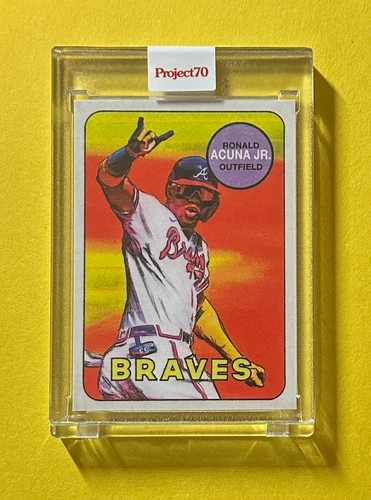 Project70
RONALD
ACUNA JR.
OUTFIELD
A
Braves
BRAVES